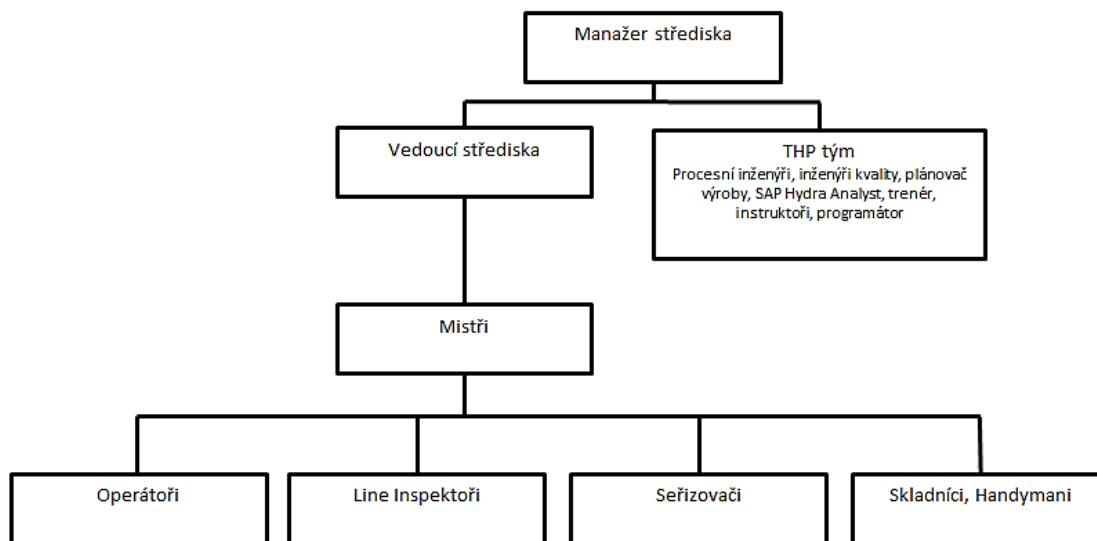 Manažer střediska
Vedoucí střediska
THP tým
Procesní inženýři, inženýři kvality, plánovač
výroby, SAP Hydra Analyst, trenér,
instruktoři, programátor
Mistři
Operátoři
Line Inspektoři
Seřizovači
Skladníci, Handymani